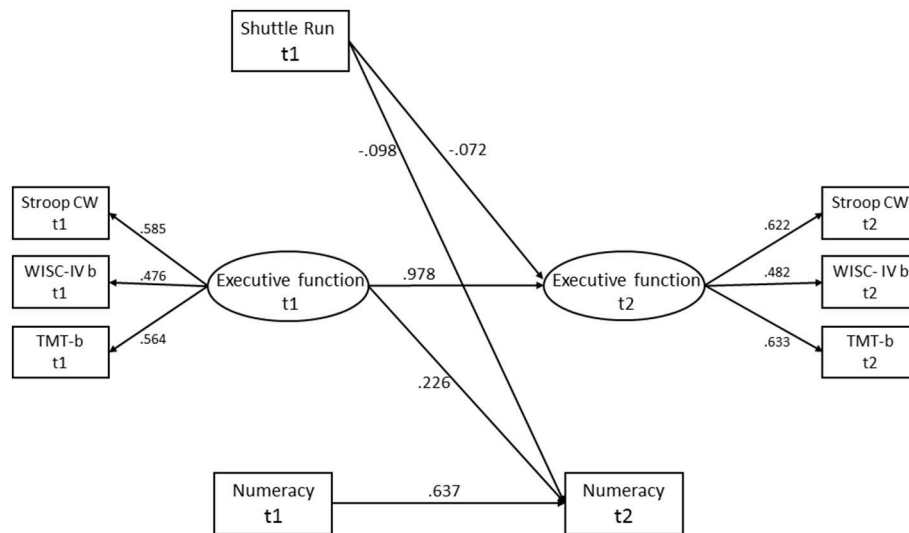 Shuttle Run
t1
-.098
-.072
Stroop CW
t1
.585
WISC-IV b
t1
.476
TMT-b
t1
.564
Executive function
t1
.978
Executive function
t2
.622
Stroop CW
t2
.482
WISC- IV b
t2
.633
TMT-b
t2
.226
Numeracy
t1
.637
Numeracy
t2